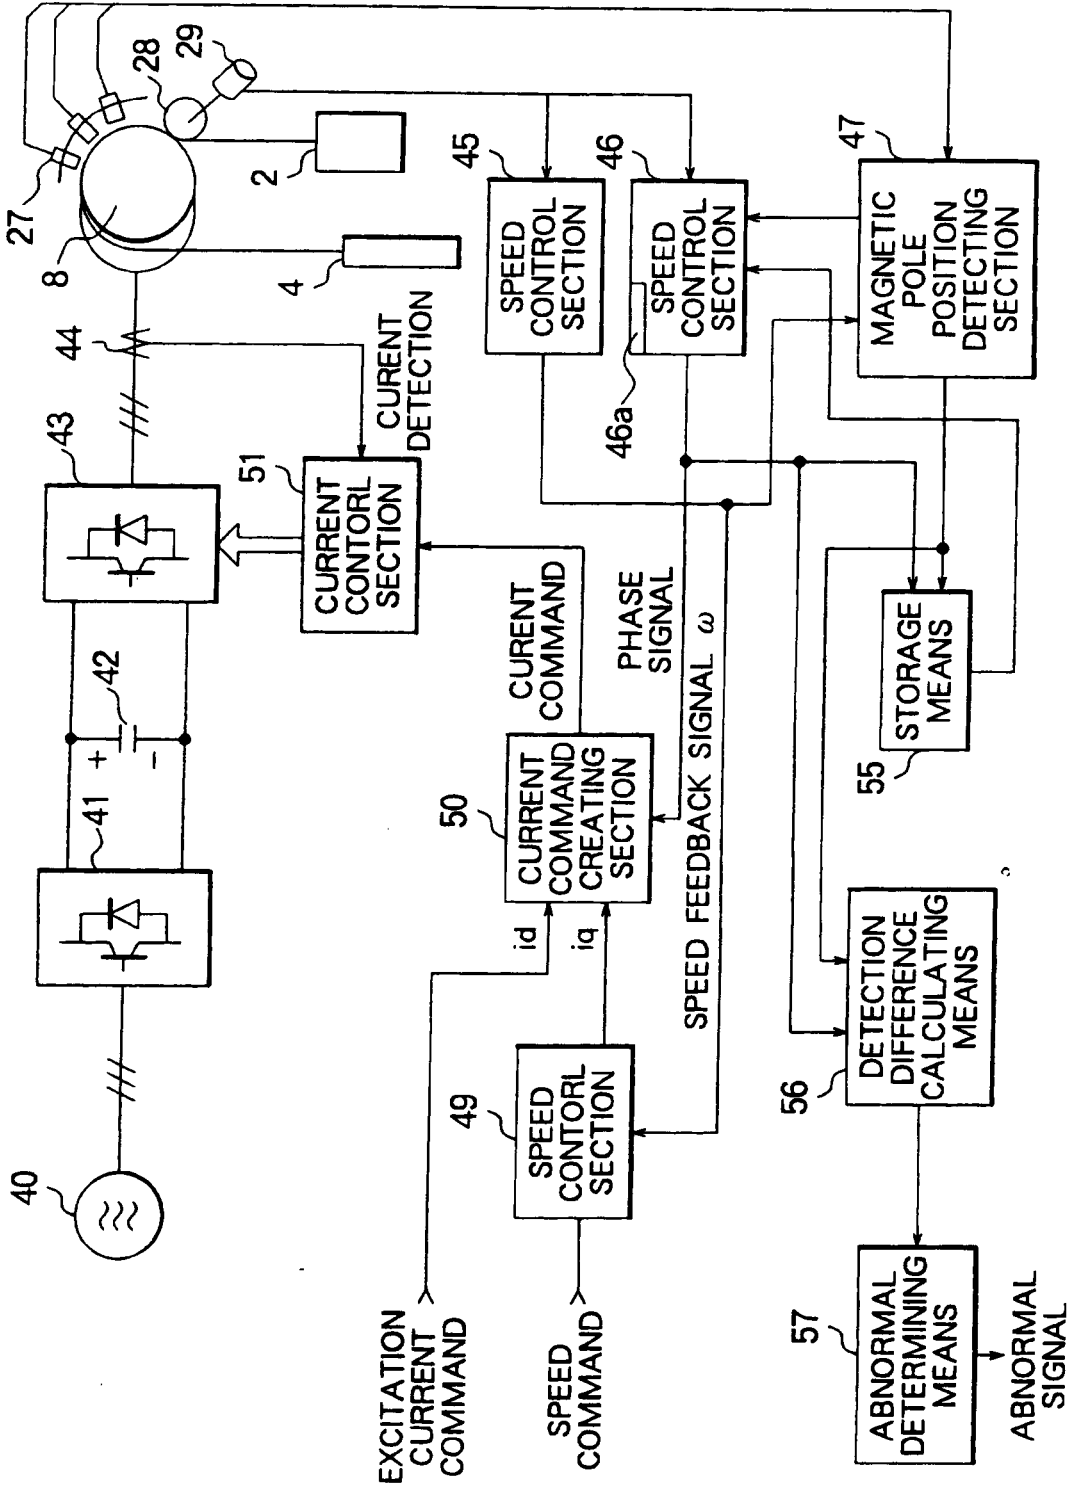 40
41
+
−
42
43
44
8
27
28
29
2
4
CURENT
DETECTION
51
CURRENT
CONTORL
SECTION
CURENT
COMMAND
50
CURRENT
COMMAND
CREATING
SECTION
id
iq
EXCITATION
CURRENT
COMMAND
SPEED
COMMAND
49
SPEED
CONTORL
SECTION
45
SPEED
CONTROL
SECTION
46
SPEED
CONTROL
SECTION
46a
PHASE
SIGNAL
SPEED FEEDBACK SIGNAL ω
47
MAGNETIC
POLE
POSITION
DETECTING
SECTION
55
STORAGE
MEANS
56
DETECTION
DIFFERENCE
CALCULATING
MEANS
57
ABNORMAL
DETERMINING
MEANS
ABNORMAL
SIGNAL